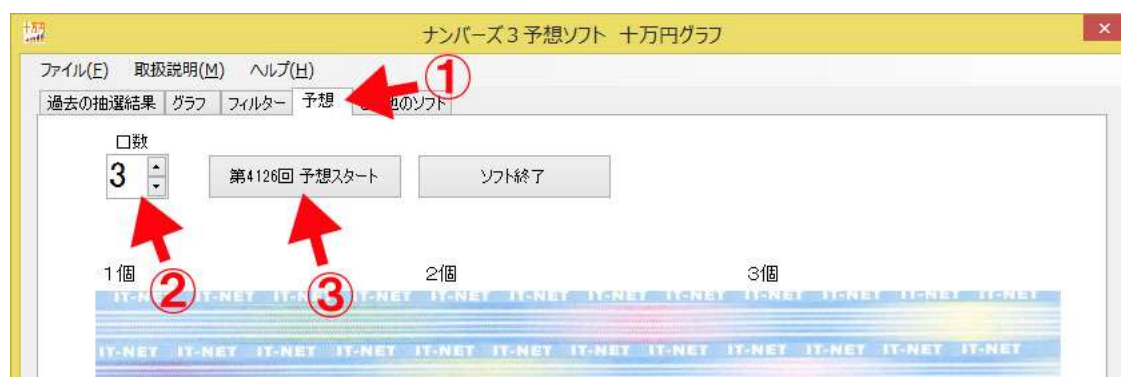 ナンバーズ３予想ソフト 十万円グラフ
ファイル(F) 取扱説明(M) ヘルプ(H)
①
過去の抽選結果 グラフ フィルター 予想 他のソフト
口数
3 第4126回 予想スタート ソフト終了
② ③
1個 2個 3個
IT-NET IT-NET IT-NET IT-NET IT-NET IT-NET IT-NET IT-NET IT-NET IT-NET
IT-NET IT-NET IT-NET IT-NET IT-NET IT-NET IT-NET IT-NET IT-NET IT-NET IT-NET IT-NET